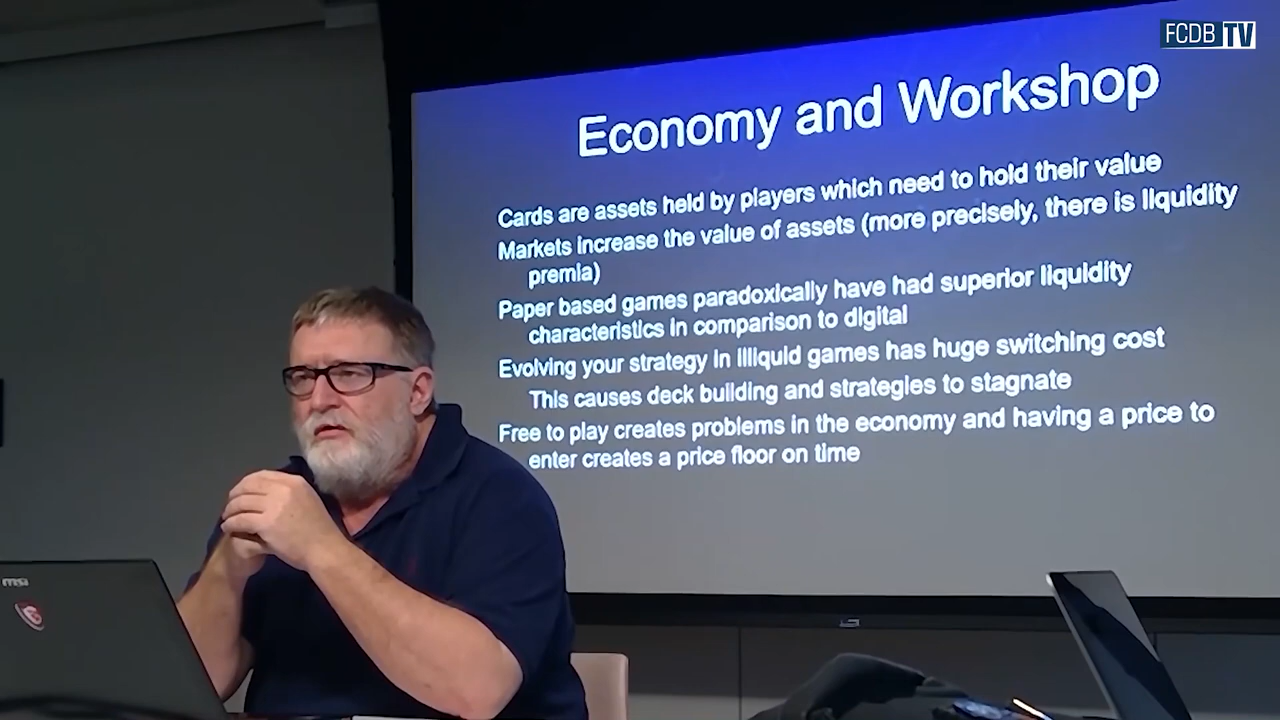 FCDB TV
Economy and Workshop
Cards are assets held by players which need to hold their value
Markets increase the value of assets (more precisely, there is liquidity
premia)
Paper based games paradoxically have had superior liquidity
characteristics in comparison to digital
Evolving your strategy in illiquid games has huge switching cost
This causes deck building and strategies to stagnate
Free to play creates problems in the economy and having a price to
enter creates a price floor on time
msi